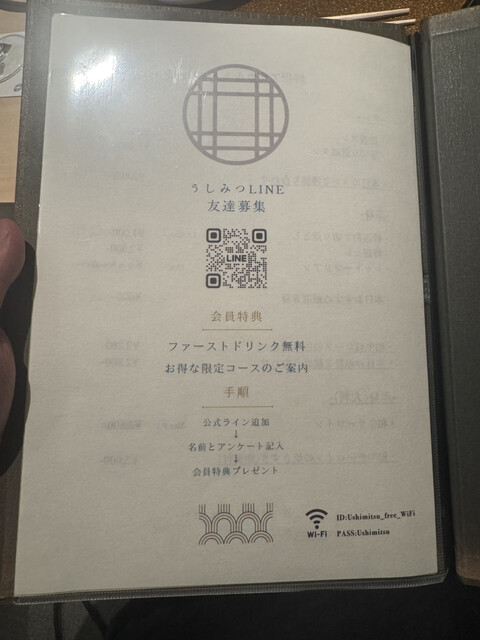 うしみつLINE
友達募集
LINE
会員特典
ファーストドリンク無料
お得な限定コースのご案内
手順
公式ライン追加
↓
名前とアンケート記入
↓
会員特典プレゼント
Wi-Fi
ID:Ushimitsu_free_WiFi
PASS:Ushimitsu